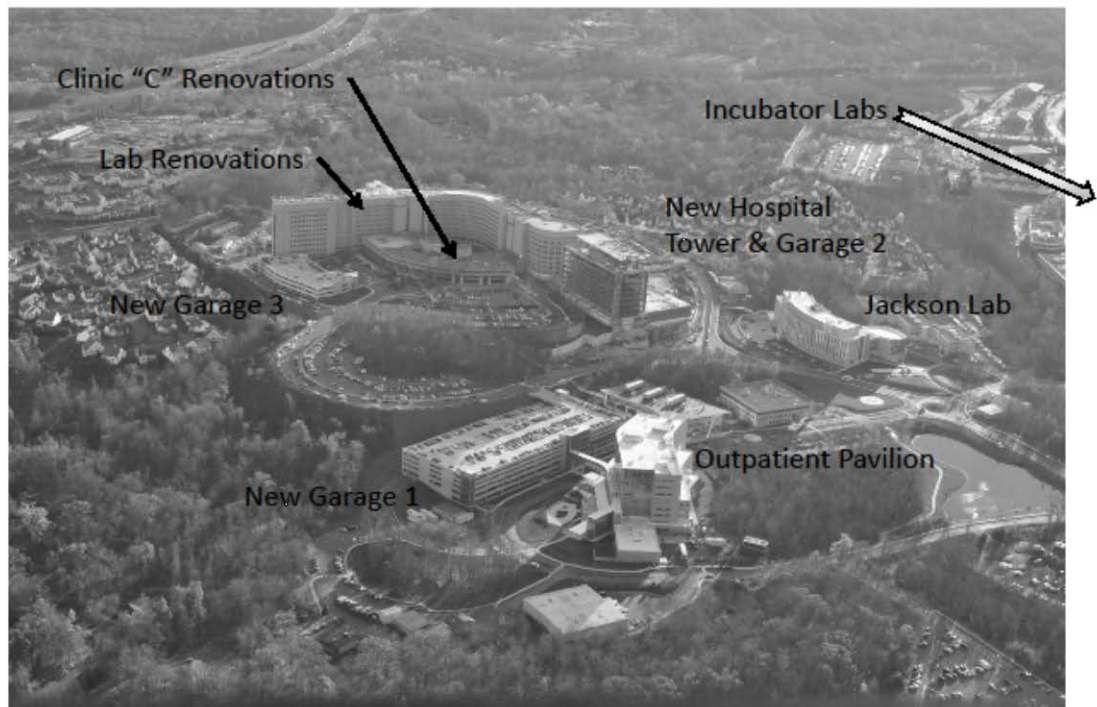 Clinic “C” Renovations
Incubator Labs
Lab Renovations
New Hospital
Tower & Garage 2
New Garage 3
Jackson Lab
Outpatient Pavilion
New Garage 1